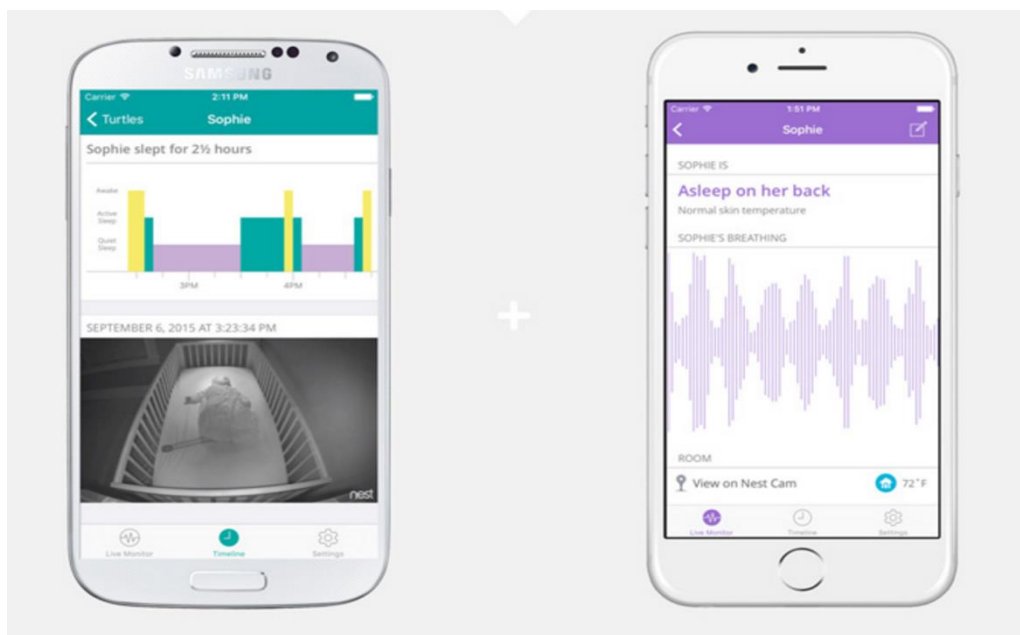 SAMSUNG
Carrier 2:11 PM
Turtles Sophie
Sophie slept for 2½ hours
Awake
Active
Sleep
Quiet
Sleep
3PM 4PM
SEPTEMBER 6, 2015 AT 3:23:34 PM
nest
Live Monitor Timeline Settings
Carrier 1:51 PM
Sophie
SOPHIE IS
Asleep on her back
Normal skin temperature
SOPHIE'S BREATHING
ROOM
View on Nest Cam 72°F
Live Monitor Timeline Settings